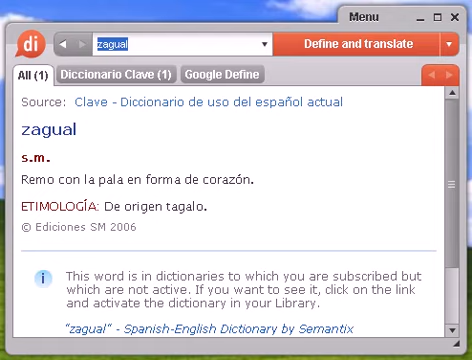 Menu
di
zagual
Define and translate
All (1)
Diccionario Clave (1)
Google Define
Source: Clave - Diccionario de uso del español actual
zagual
s.m.
Remo con la pala en forma de corazón.
ETIMOLOGÍA: De origen tagalo.
© Ediciones SM 2006
i
This word is in dictionaries to which you are subscribed but
which are not active. If you want to see it, click on the link
and activate the dictionary in your Library.
"zagual" - Spanish-English Dictionary by Semantix